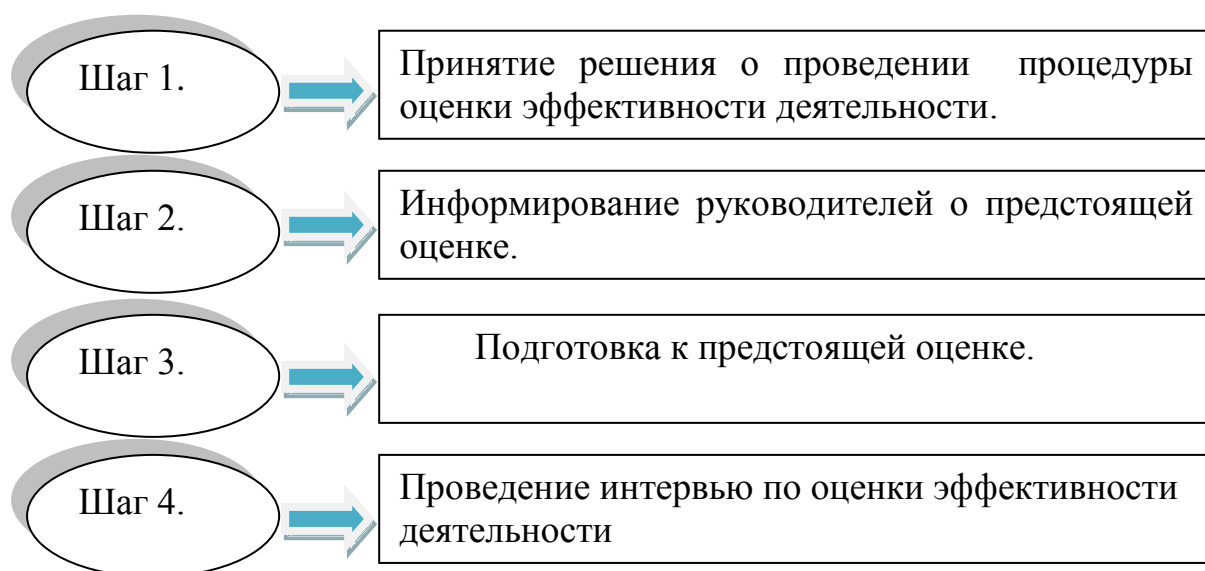 Шаг 1.
Принятие решения о проведении процедуры
оценки эффективности деятельности.
Шаг 2.
Информирование руководителей о предстоящей
оценке.
Шаг 3.
Подготовка к предстоящей оценке.
Шаг 4.
Проведение интервью по оценки эффективности
деятельности